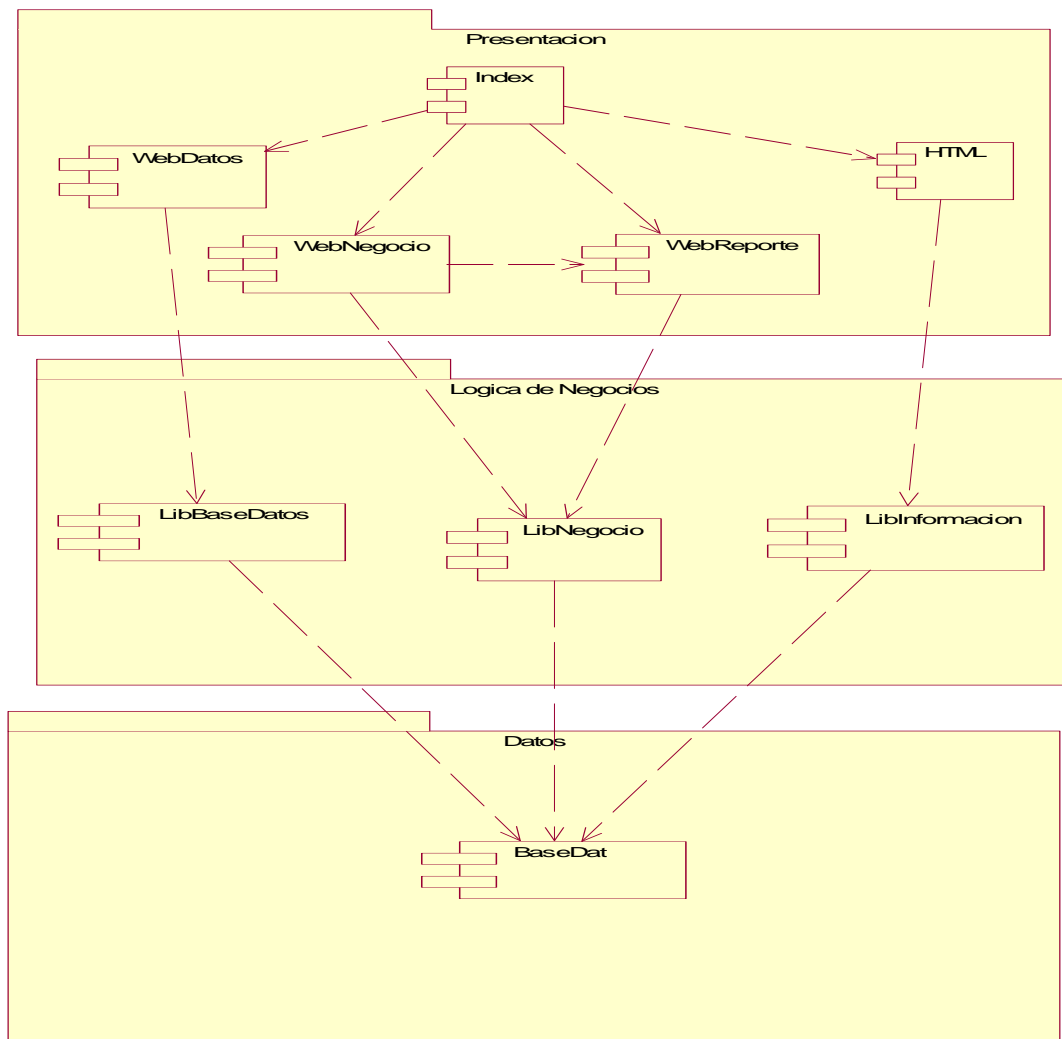 Presentacion
Index
WebDatos
HTML
WebNegocio
WebReporte
Logica de Negocios
LibBaseDatos
LibNegocio
LibInformacion
Datos
BaseDat